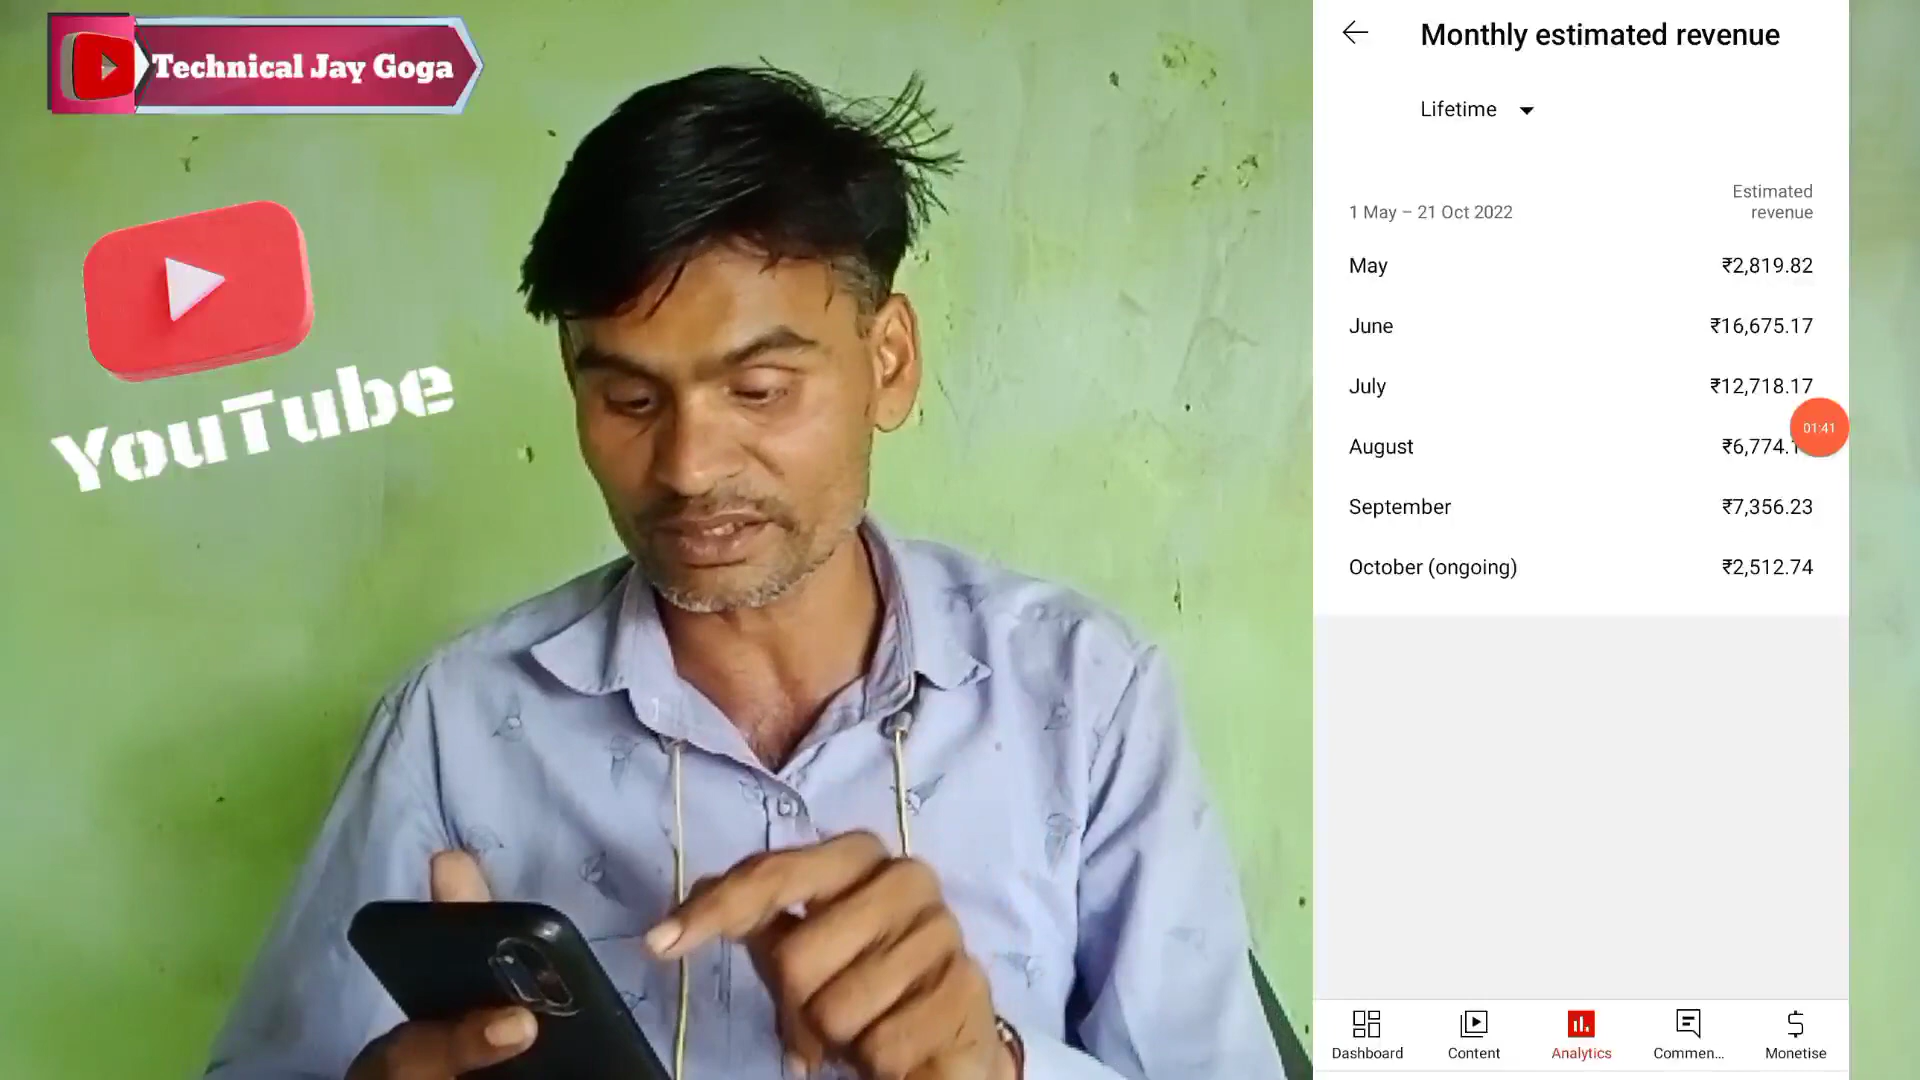 Technical Jay Goga
YouTube
Monthly estimated revenue
Lifetime
1 May – 21 Oct 2022
Estimated
revenue
May ₹2,819.82
June ₹16,675.17
July ₹12,718.17
01:41
August
September ₹7,356.23
October (ongoing) ₹2,512.74
Dashboard Content Analytics Commen... Monetise